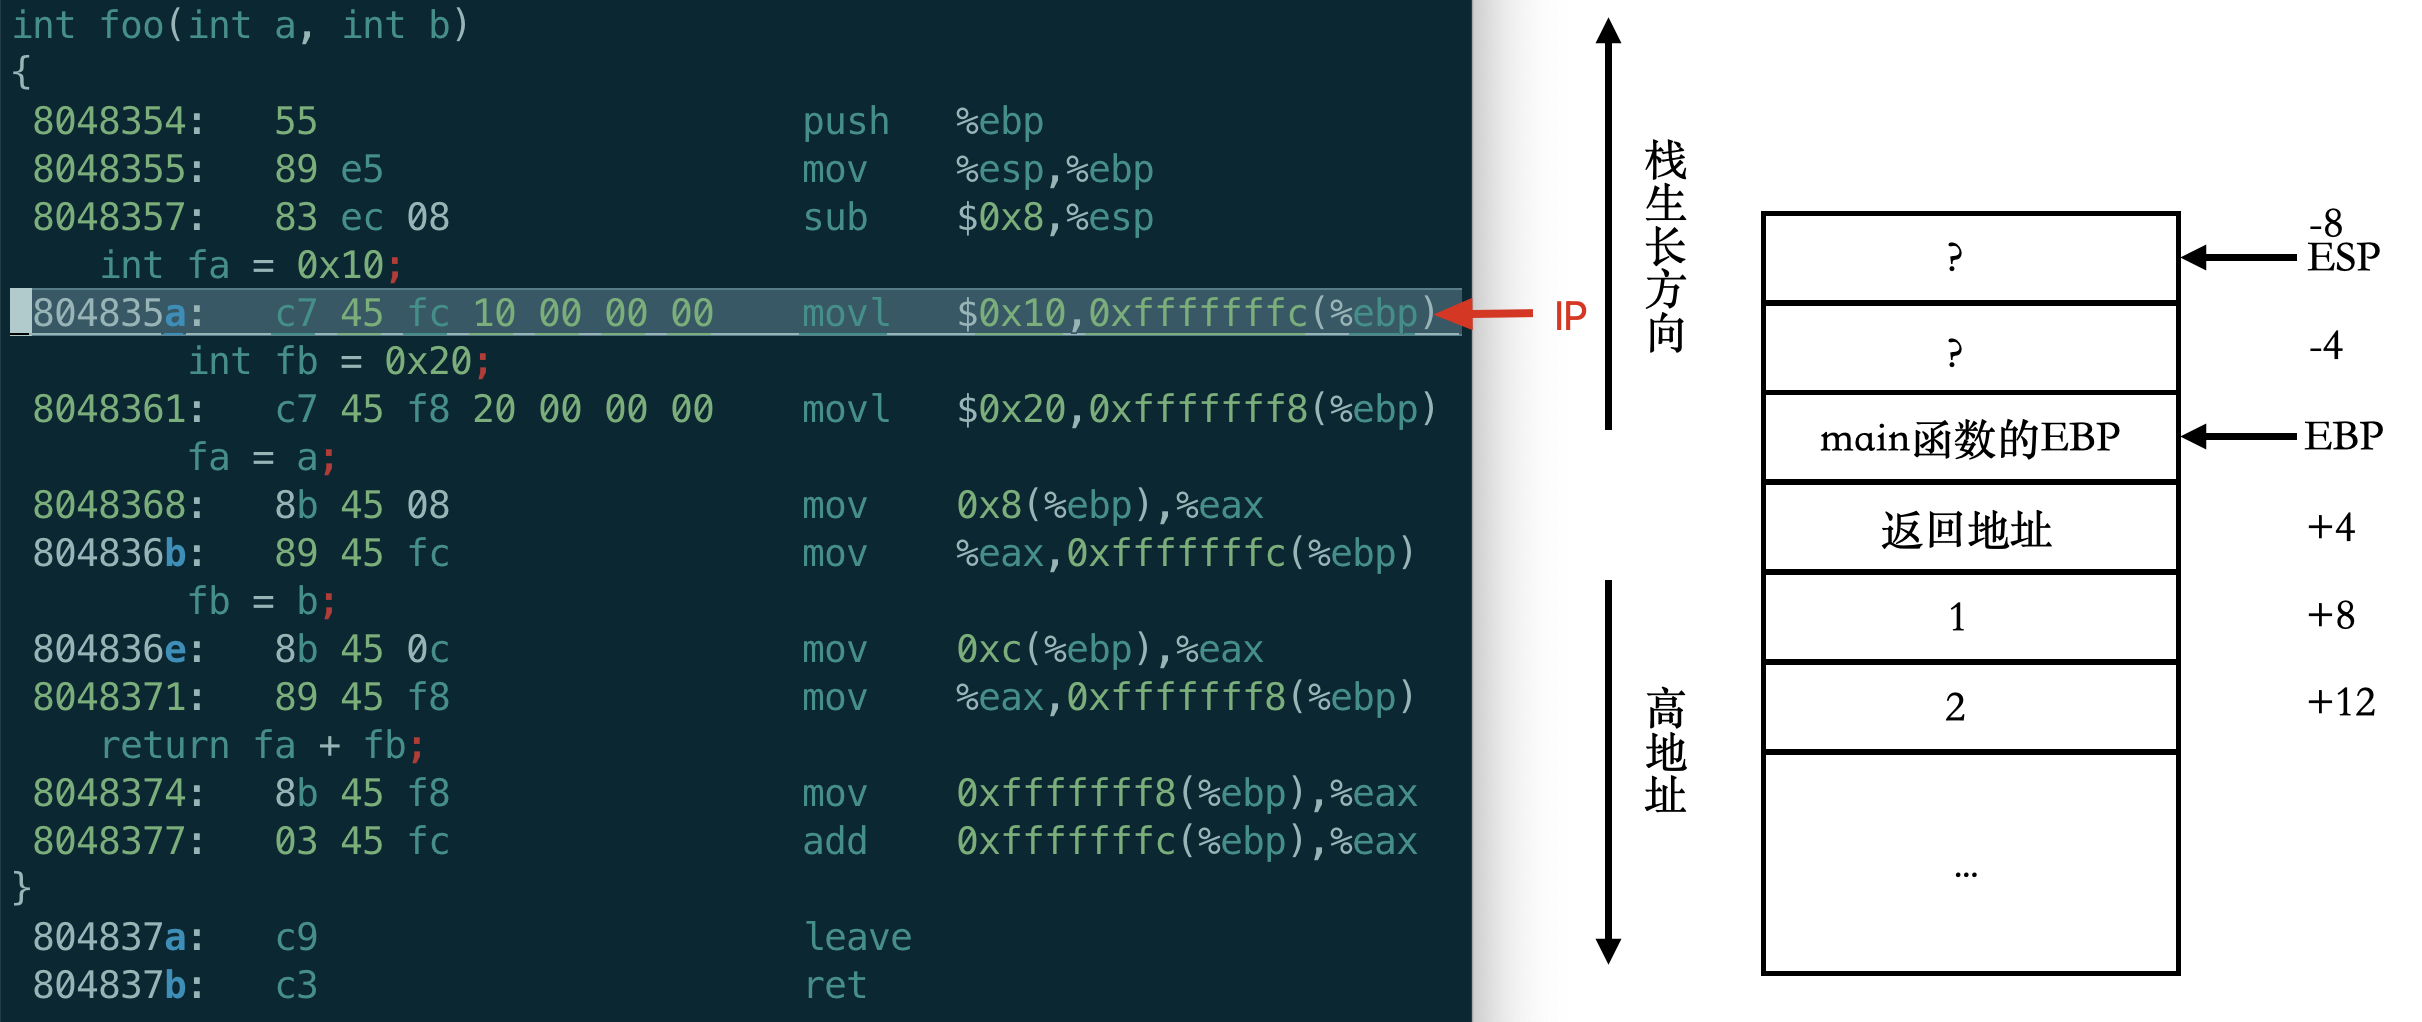 int foo(int a, int b)
{
8048354: 55 push %ebp
8048355: 89 e5 mov %esp,%ebp
8048357: 83 ec 08 sub $0x8,%esp
int fa = 0x10;
804835a: c7 45 fc 10 00 00 00 movl $0x10,0xfffffffc(%ebp)
int fb = 0x20;
8048361: c7 45 f8 20 00 00 00 movl $0x20,0xfffffff8(%ebp)
fa = a;
8048368: 8b 45 08 mov 0x8(%ebp),%eax
804836b: 89 45 fc mov %eax,0xfffffffc(%ebp)
fb = b;
804836e: 8b 45 0c mov 0xc(%ebp),%eax
8048371: 89 45 f8 mov %eax,0xfffffff8(%ebp)
return fa + fb;
8048374: 8b 45 f8 mov 0xfffffff8(%ebp),%eax
8048377: 03 45 fc add 0xfffffffc(%ebp),%eax
}
804837a: c9 leave
804837b: c3 ret
IP
栈生长方向
高地址
?
-8
ESP
?
-4
main函数的EBP
EBP
返回地址
+4
1
+8
2
+12
...